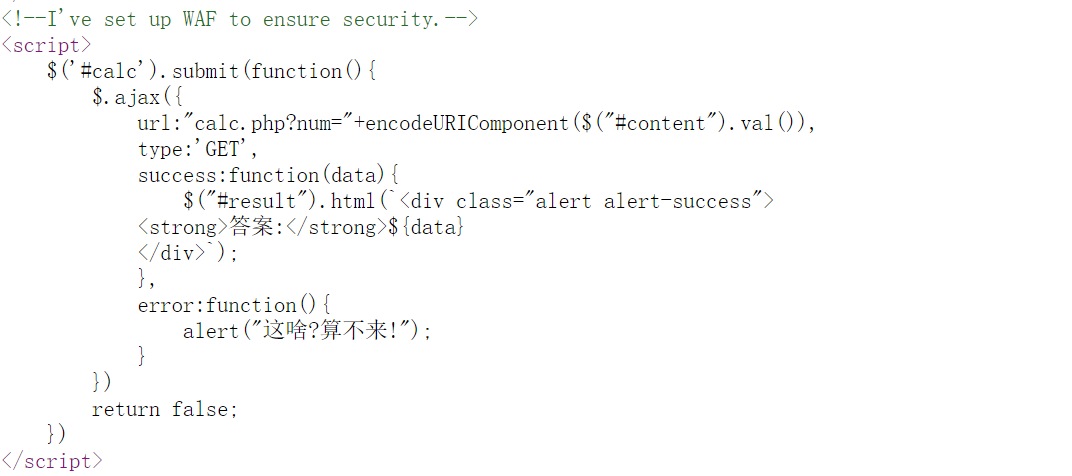 <!--I've set up WAF to ensure security.-->
<script>
    $('#calc').submit(function(){
        $.ajax({
            url:"calc.php?num="+encodeURIComponent($("#content").val()),
            type:'GET',
            success:function(data){
                $("#result").html(`<div class="alert alert-success">
            <strong>答案:</strong>${data}
            </div>`);
            },
            error:function(){
                alert("这啥?算不来!");
            }
        })
        return false;
    })
</script>